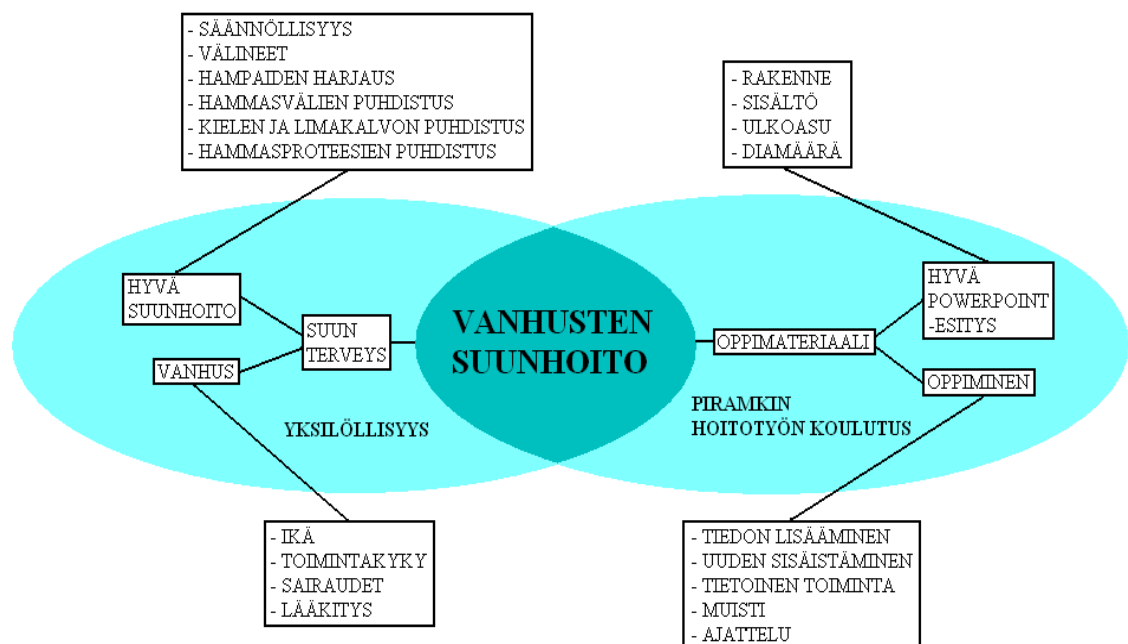 - SÄÄNNÖLLISYYS
- VÄLINEET
- HAMPAIDEN HARJAUS
- HAMMASVÄLIEN PUHDISTUS
- KIELEN JA LIMAKALVON PUHDISTUS
- HAMMASPROTEESIEN PUHDISTUS
- RAKENNE
- SISÄLTÖ
- ULKOASU
- DIAMÄÄRÄ
HYVÄ
SUUNHOITO
SUUN
TERVEYS
VANHUS
YKSILÖLLISYYS
VANHUSTEN
SUUNHOITO
OPPIMATERIAALI
HYVÄ
POWERPOINT
-ESITYS
OPPIMINEN
PIRAMKIN
HOITOTYÖN KOULUTUS
- IKÄ
- TOIMINTAKYKY
- SAIRAUDET
- LÄÄKITYS
- TIEDON LISÄÄMINEN
- UUDEN SISÄISTÄMINEN
- TIETOINEN TOIMINTA
- MUISTI
- AJATTELU